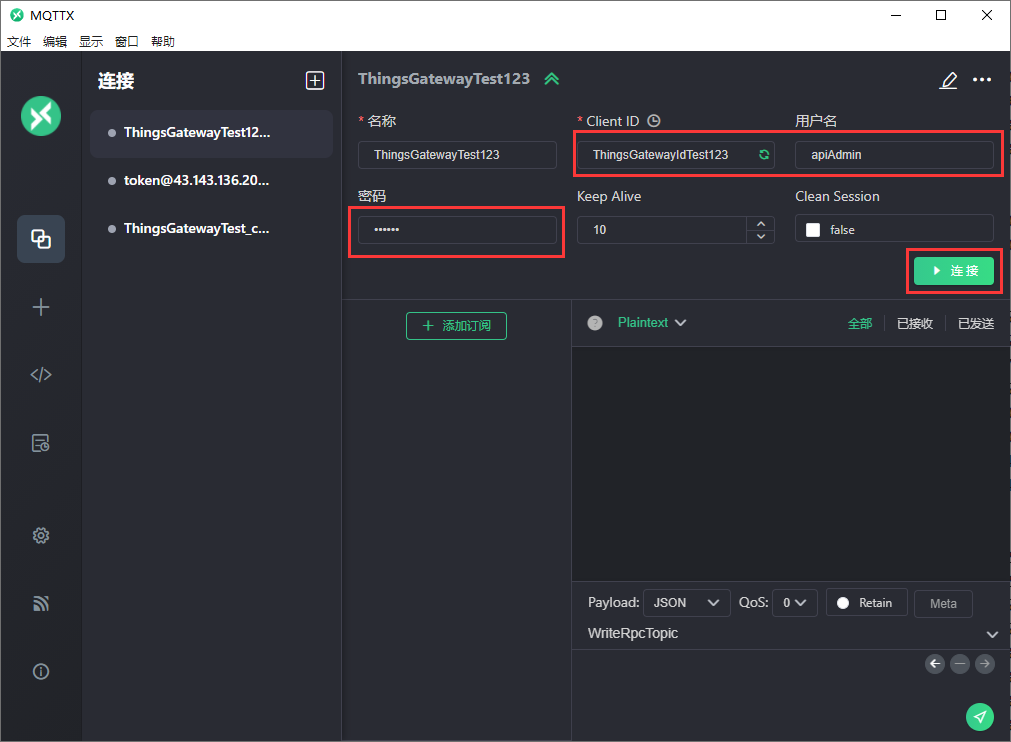 MQTTX
文件 编辑 显示 窗口 帮助
连接
ThingsGatewayTest12...
token@43.143.136.20...
ThingsGatewayTest_c...
ThingsGatewayTest123
* 名称
* Client ID
用户名
ThingsGatewayTest123
ThingsGatewayIdTest123
apiAdmin
密码
Keep Alive
Clean Session
••••••
10
false
连接
添加订阅
Plaintext
全部
已接收
已发送
Payload: JSON QoS: 0 Retain Meta
WriteRpcTopic